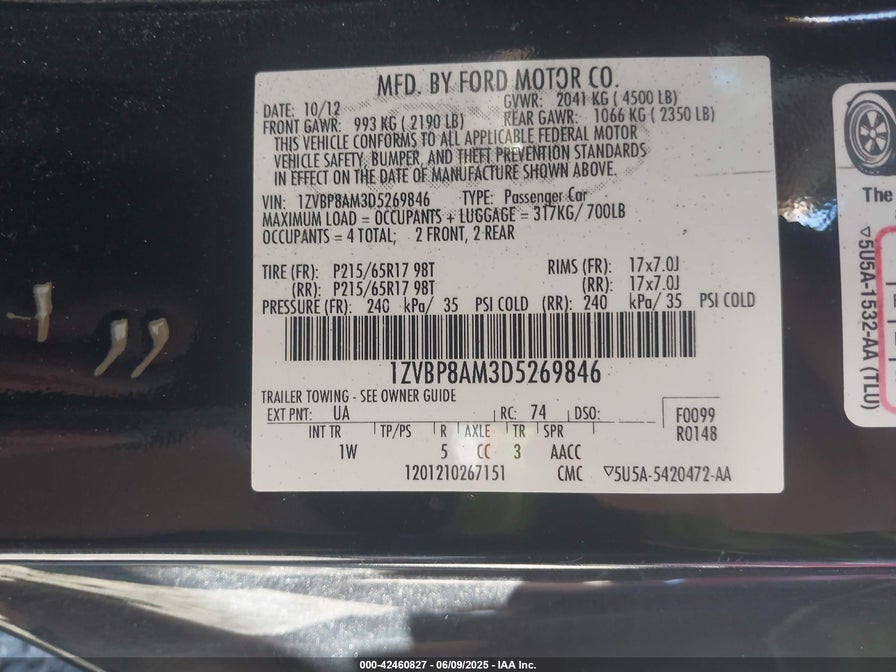 MFD. BY FORD MOTOR CO.
DATE: 10/12 GVWR: 2041 KG ( 4500 LB)
FRONT GAWR: 993 KG ( 2190 LB) REAR GAWR: 1066 KG ( 2350 LB)
THIS VEHICLE CONFORMS TO ALL APPLICABLE FEDERAL MOTOR
VEHICLE SAFETY, BUMPER, AND THEFT PREVENTION STANDARDS
IN EFFECT ON THE DATE OF MANUFACTURE SHOWN ABOVE.
VIN: 1ZVBP8AM3D5269846 TYPE: Passenger Car
MAXIMUM LOAD = OCCUPANTS + LUGGAGE = 317KG/ 700LB
OCCUPANTS = 4 TOTAL; 2 FRONT, 2 REAR
TIRE (FR): P215/65R17 98T RIMS (FR): 17x7.0J
(RR): P215/65R17 98T (RR): 17x7.0J
PRESSURE (FR): 240 kPa/ 35 PSI COLD (RR): 240 kPa/ 35 PSI COLD
1ZVBP8AM3D5269846
TRAILER TOWING - SEE OWNER GUIDE
EXT PNT: UA RC: 74 DSO:
F0099
R0148
INT TR TP/PS R AXLE TR SPR
1W 5 CC 3 AACC
1201210267151 CMC ▽5U5A-5420472-AA
The
▽5U5A-1532-AA (TLU)
000-42460827 - 06/09/2025 - IAA Inc.